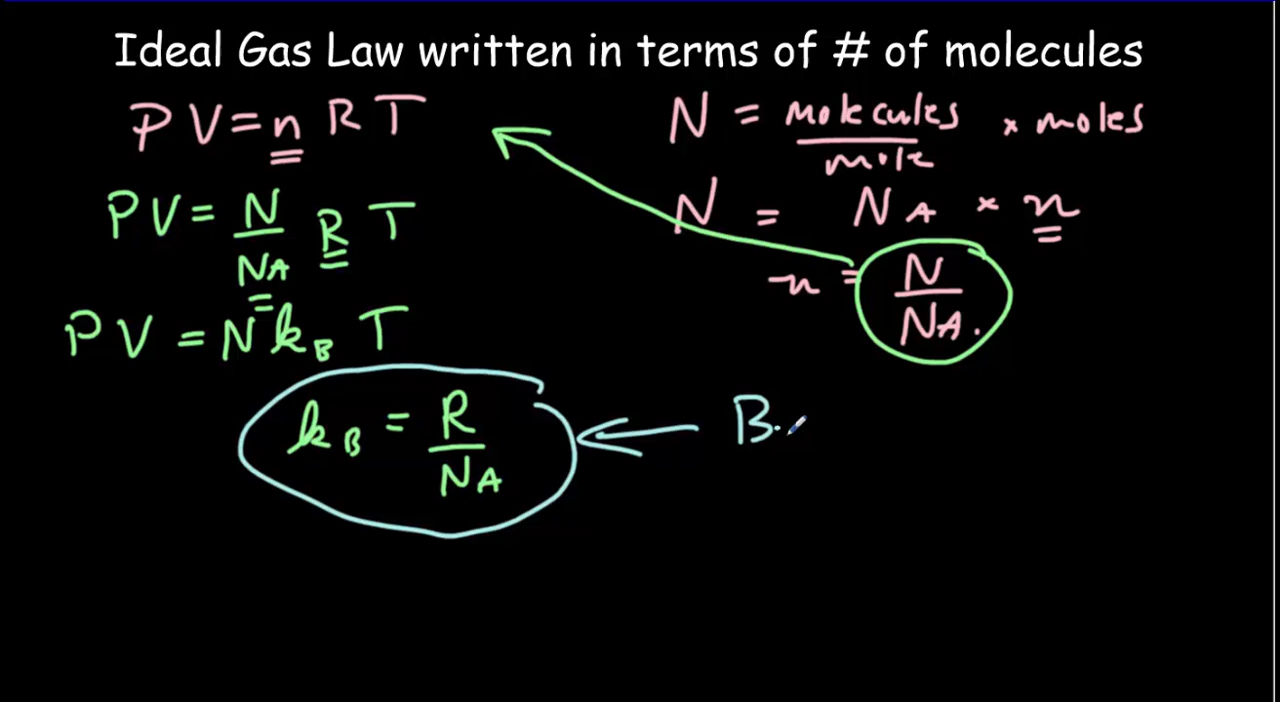 Ideal Gas Law written in terms of # of molecules
PV = n R T
N = molecules / mole × moles
PV = N / NA R T
N = NA × n
n = N / NA.
PV = N kB T
kB = R / NA
B.